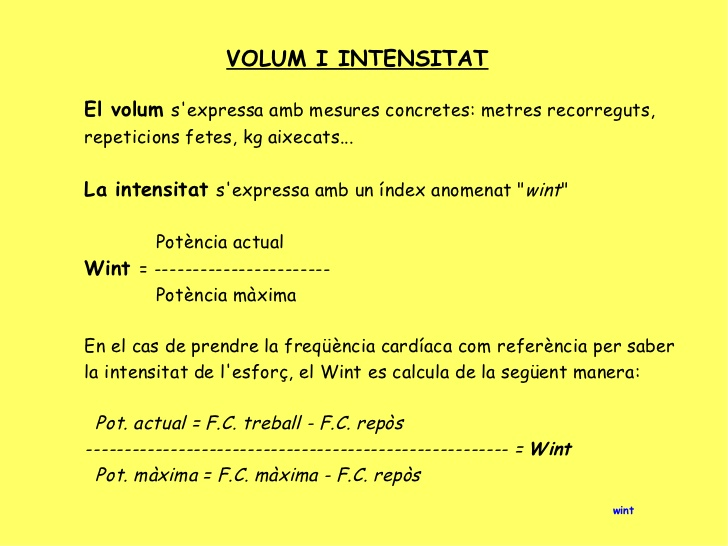 VOLUM I INTENSITAT
El volum s'expressa amb mesures concretes: metres recorreguts,
repeticions fetes, kg aixecats...
La intensitat s'expressa amb un índex anomenat "wint"
Potència actual
Wint = -----------------------
Potència màxima
En el cas de prendre la freqüència cardíaca com referència per saber
la intensitat de l'esforç, el Wint es calcula de la següent manera:
Pot. actual = F.C. treball - F.C. repòs
------------------------------------------------------- = Wint
Pot. màxima = F.C. màxima - F.C. repòs
wint